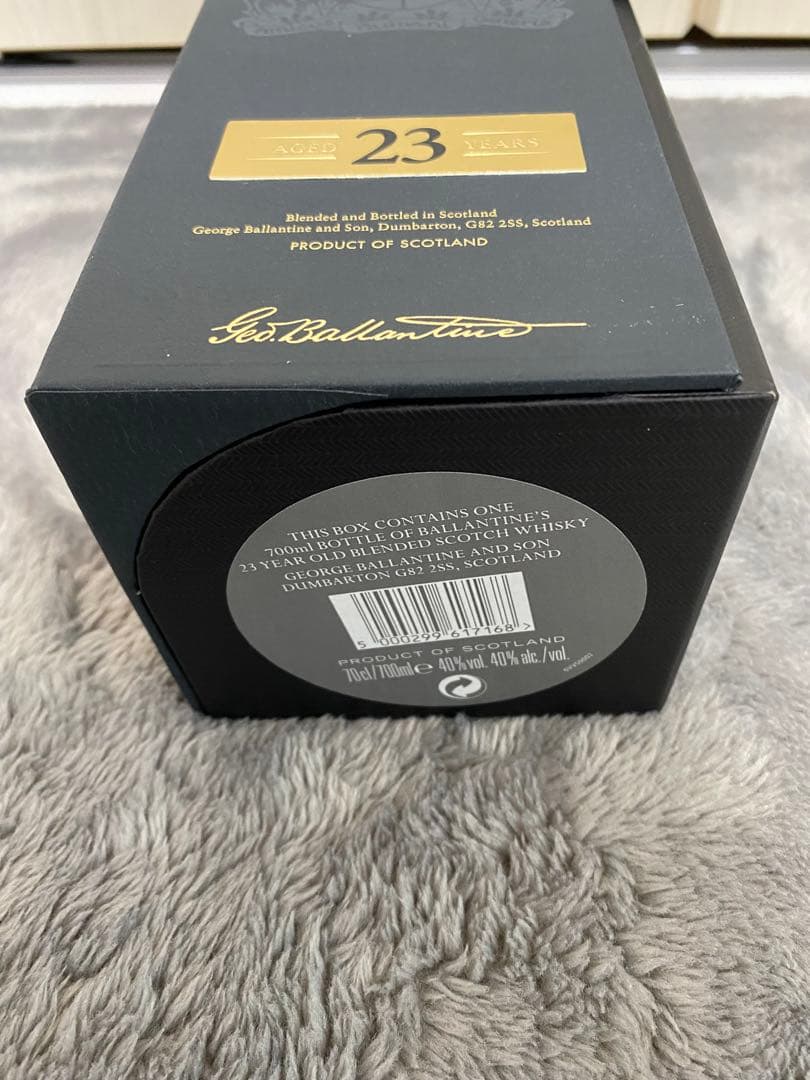 AGED 23 YEARS
Blended and Bottled in Scotland
George Ballantine and Son, Dumbarton, G82 2SS, Scotland
PRODUCT OF SCOTLAND
Geo. Ballantine
THIS BOX CONTAINS ONE
700ml BOTTLE OF BALLANTINE'S
23 YEAR OLD BLENDED SCOTCH WHISKY
GEORGE BALLANTINE AND SON
DUMBARTON G82 2SS, SCOTLAND
5 000299 617168 >
PRODUCT OF SCOTLAND
70cl/700ml e 40% vol. 40% alc./vol.